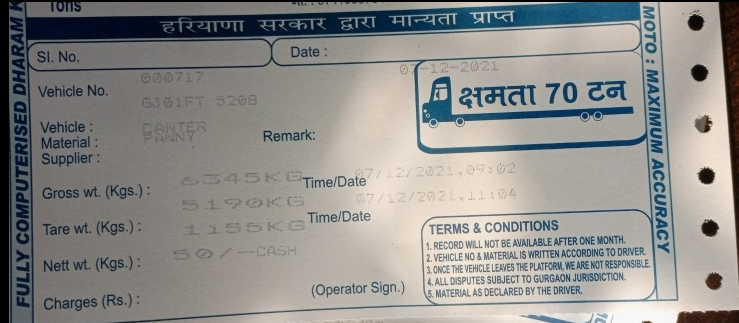 Tons
हरियाणा सरकार द्वारा मान्यता प्राप्त
Sl. No.
Date :
000717
07-12-2021
Vehicle No.
GJ01FT 5208
क्षमता 70 टन
Vehicle : CANTER
Material : PANNY
Remark:
Supplier :
Gross wt. (Kgs.) : 6345KG Time/Date 07/12/2021,09:02
5190KG 07/12/2021,11:04
Tare wt. (Kgs.) : 1155KG Time/Date
Nett wt. (Kgs.) : 50/-CASH
Charges (Rs.) :
(Operator Sign.)
TERMS & CONDITIONS
1. RECORD WILL NOT BE AVAILABLE AFTER ONE MONTH.
2. VEHICLE NO & MATERIAL IS WRITTEN ACCORDING TO DRIVER.
3. ONCE THE VEHICLE LEAVES THE PLATFORM, WE ARE NOT RESPONSIBLE.
4. ALL DISPUTES SUBJECT TO GURGAON JURISDICTION.
5. MATERIAL AS DECLARED BY THE DRIVER.
FULLY COMPUTERISED DHARAM
MOTO : MAXIMUM ACCURACY